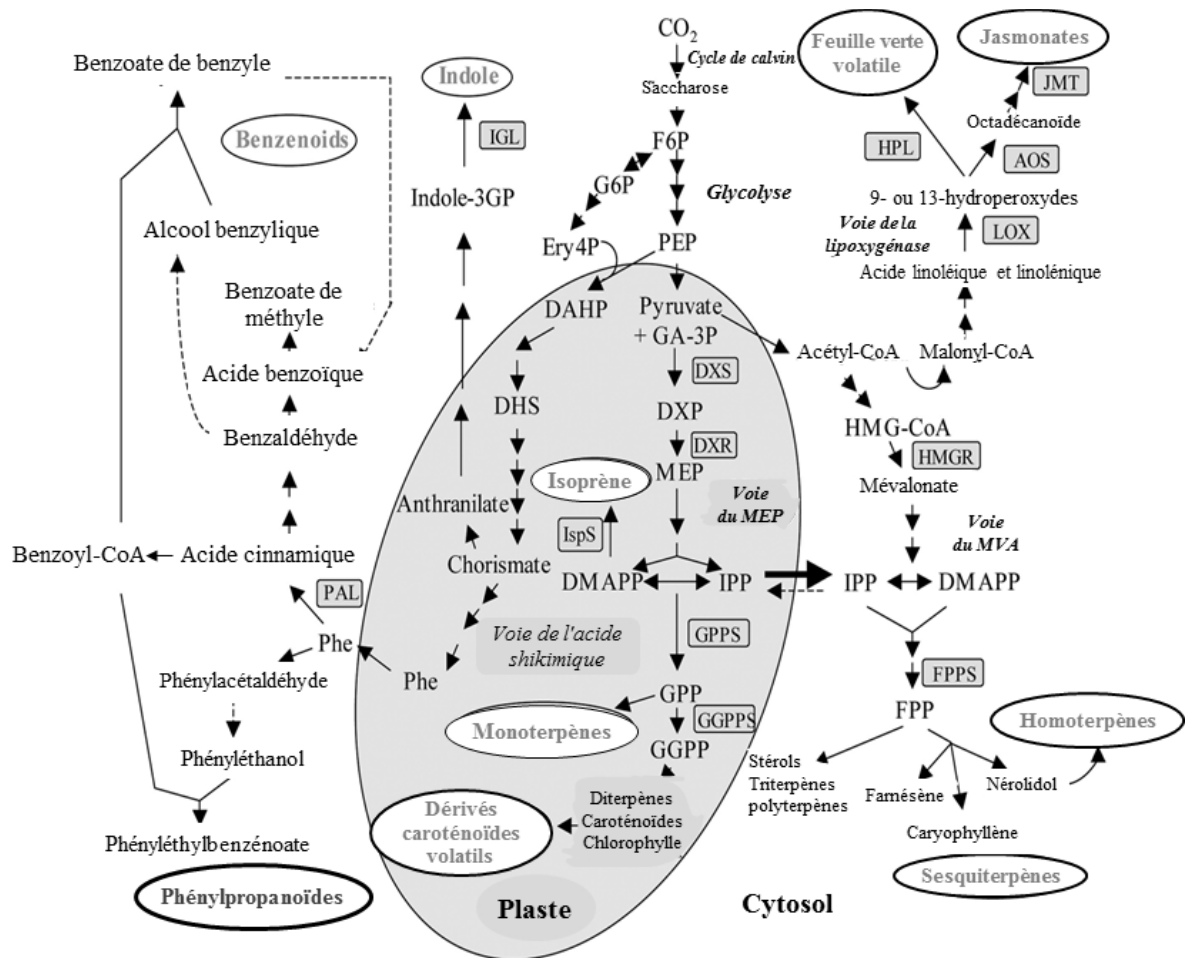 CO2
Cycle de calvin
Saccharose
F6P
G6P
Ery4P
PEP
Glycolyse
Benzoate de benzyle
Benzenoids
Alcool benzylique
Benzoate de
méthyle
Acide benzoïque
Benzaldéhyde
Benzoyl-CoA
Acide cinnamique
PAL
Phe
Phénylacétaldéhyde
Phényléthanol
Phényléthylbenzénoate
Phénylpropanoïdes
Indole
IGL
Indole-3GP
Anthranilate
DAHP
DHS
Chorismate
Voie de l'acide
shikimique
Phe
Pyruvate
+ GA-3P
DXS
DXP
DXR
MEP
Isoprène
Voie
du MEP
IspS
DMAPP
IPP
GPPS
GPP
Monoterpènes
GGPPS
GGPP
Diterpènes
Caroténoïdes
Chlorophylle
Dérivés
caroténoïdes
volatils
Plaste
Feuille verte
volatile
Jasmonates
JMT
Octadécanoïde
HPL
AOS
9- ou 13-hydroperoxydes
Voie de la
lipoxygénase
LOX
Acide linoléique et linolénique
Acétyl-CoA
Malonyl-CoA
HMG-CoA
HMGR
Mévalonate
Voie
du MVA
IPP
DMAPP
FPPS
FPP
Stérols
Triterpènes
polyterpènes
Farnésène
Nérolidol
Homoterpènes
Caryophyllène
Sesquiterpènes
Cytosol